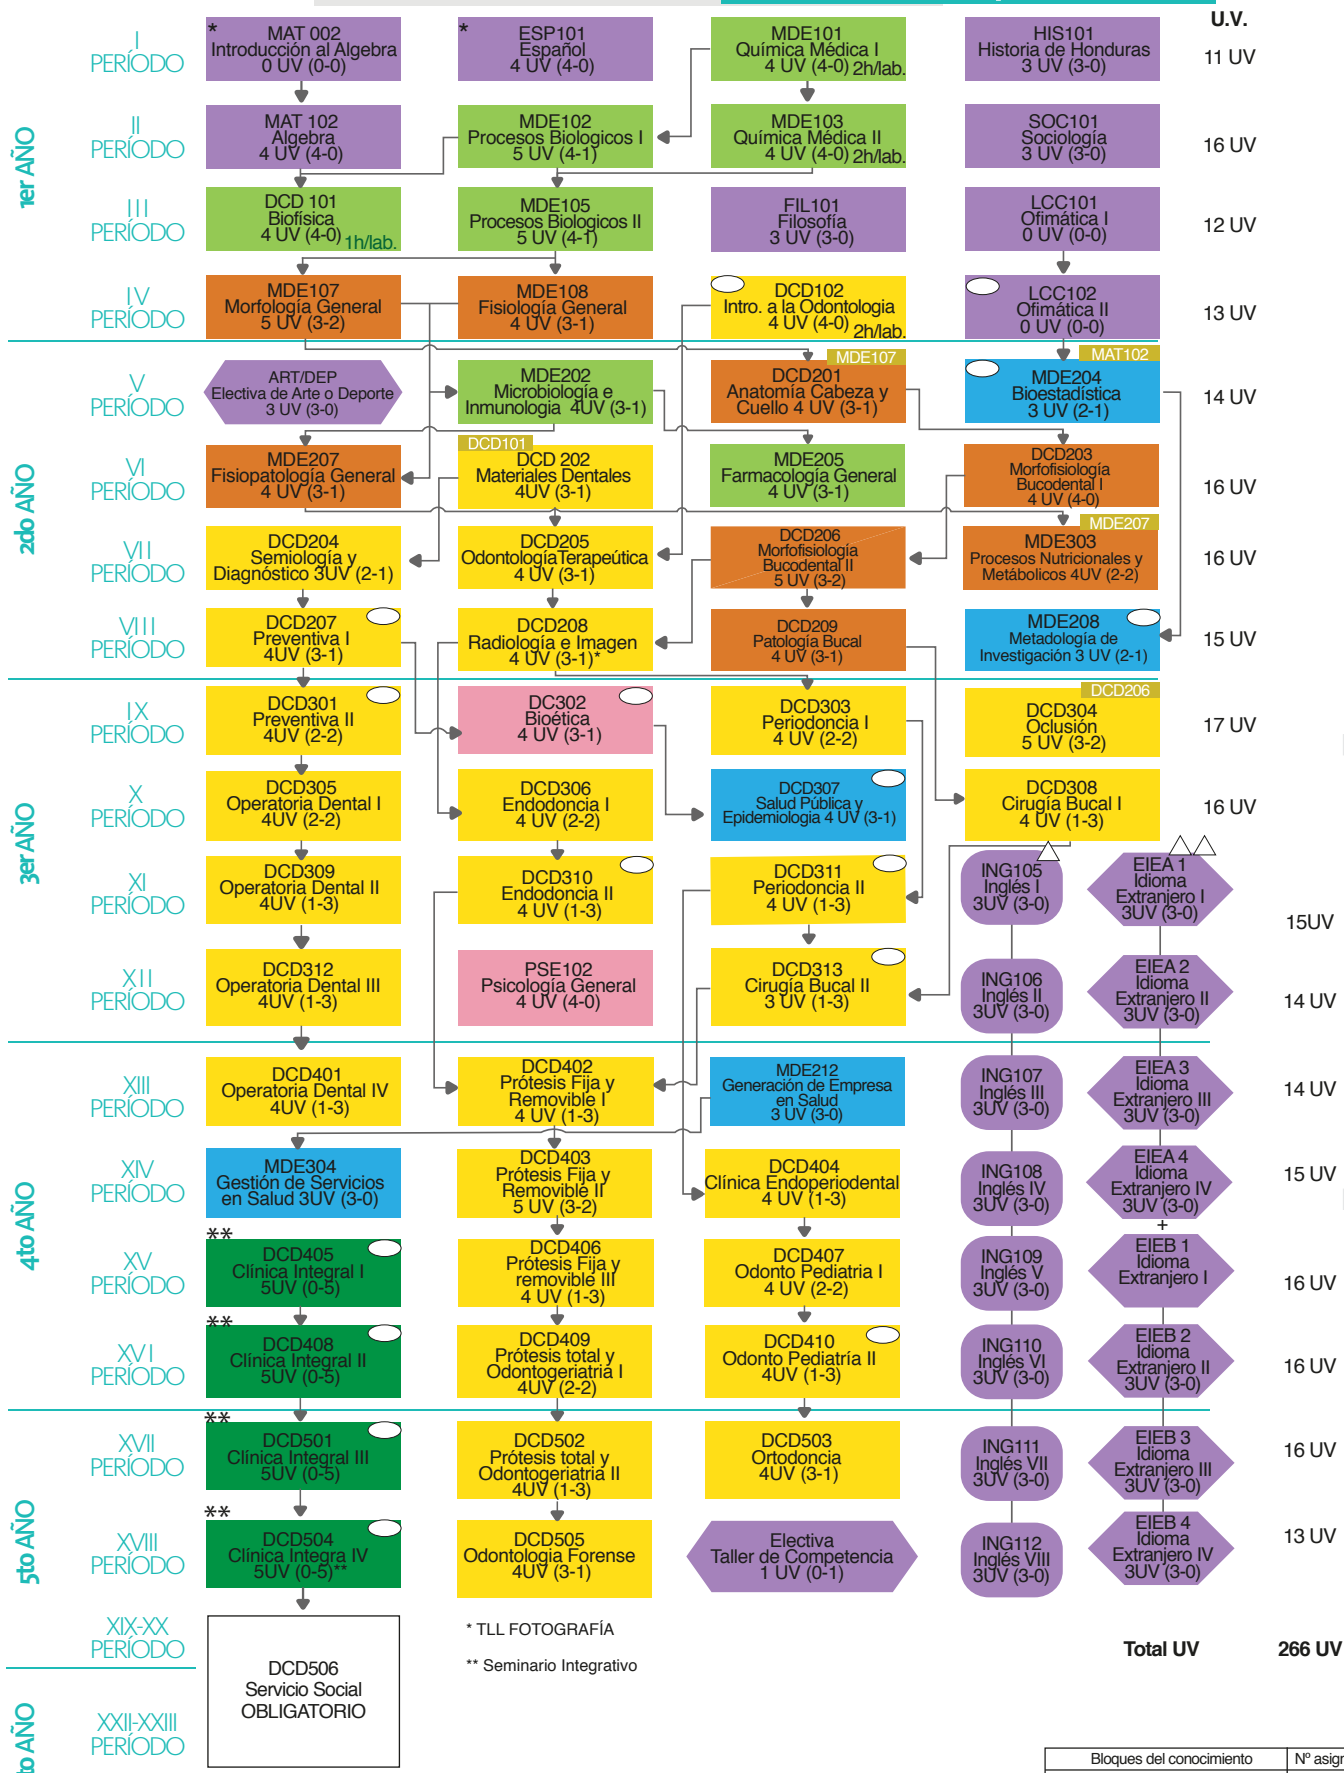 U.V.
1er AÑO
I
PERÍODO
*
MAT 002
Introducción al Algebra
0 UV (0-0)
*
ESP101
Español
4 UV (4-0)
MDE101
Química Médica I
4 UV (4-0) 2h/lab.
HIS101
Historia de Honduras
3 UV (3-0)
11 UV
II
PERÍODO
MAT 102
Algebra
4 UV (4-0)
MDE102
Procesos Biologicos I
5 UV (4-1)
MDE103
Química Médica II
4 UV (4-0) 2h/lab.
SOC101
Sociología
3 UV (3-0)
16 UV
III
PERÍODO
DCD 101
Biofísica
4 UV (4-0) 1h/lab.
MDE105
Procesos Biologicos II
5 UV (4-1)
FIL101
Filosofía
3 UV (3-0)
LCC101
Ofimática I
0 UV (0-0)
12 UV
IV
PERÍODO
MDE107
Morfología General
5 UV (3-2)
MDE108
Fisiología General
4 UV (3-1)
DCD102
Intro. a la Odontologia
4 UV (4-0) 2h/lab.
LCC102
Ofimática II
0 UV (0-0)
13 UV
2do AÑO
V
PERÍODO
ART/DEP
Electiva de Arte o Deporte
3 UV (3-0)
MDE202
Microbiología e
Inmunologia 4UV (3-1)
MDE107
DCD201
Anatomía Cabeza y
Cuello 4 UV (3-1)
MAT102
MDE204
Bioestadística
3 UV (2-1)
14 UV
VI
PERÍODO
MDE207
Fisiopatología General
4 UV (3-1)
DCD101
DCD 202
Materiales Dentales
4UV (3-1)
MDE205
Farmacología General
4 UV (3-1)
DCD203
Morfofisiología
Bucodental I
4 UV (4-0)
16 UV
VII
PERÍODO
DCD204
Semiología y
Diagnóstico 3UV (2-1)
DCD205
OdontologíaTerapeútica
4 UV (3-1)
DCD206
Morfofisiología
Bucodental II
5 UV (3-2)
MDE207
MDE303
Procesos Nutricionales y
Metábolicos 4UV (2-2)
16 UV
VIII
PERÍODO
DCD207
Preventiva I
4UV (3-1)
DCD208
Radiología e Imagen
4 UV (3-1)*
DCD209
Patología Bucal
4 UV (3-1)
MDE208
Metadología de
Investigación 3 UV (2-1)
15 UV
3er AÑO
IX
PERÍODO
DCD301
Preventiva II
4UV (2-2)
DC302
Bioética
4 UV (3-1)
DCD303
Periodoncia I
4 UV (2-2)
DCD206
DCD304
Oclusión
5 UV (3-2)
17 UV
X
PERÍODO
DCD305
Operatoria Dental I
4UV (2-2)
DCD306
Endodoncia I
4 UV (2-2)
DCD307
Salud Pública y
Epidemiologia 4 UV (3-1)
DCD308
Cirugía Bucal I
4 UV (1-3)
16 UV
XI
PERÍODO
DCD309
Operatoria Dental II
4UV (1-3)
DCD310
Endodoncia II
4 UV (1-3)
DCD311
Periodoncia II
4 UV (1-3)
ING105
Inglés I
3UV (3-0)
EIEA 1
Idioma
Extranjero I
3UV (3-0)
15UV
XII
PERÍODO
DCD312
Operatoria Dental III
4UV (1-3)
PSE102
Psicología General
4 UV (4-0)
DCD313
Cirugía Bucal II
3 UV (1-3)
ING106
Inglés II
3UV (3-0)
EIEA 2
Idioma
Extranjero II
3UV (3-0)
14 UV
4to AÑO
XIII
PERÍODO
DCD401
Operatoria Dental IV
4UV (1-3)
DCD402
Prótesis Fija y
Removible I
4 UV (1-3)
MDE212
Generación de Empresa
en Salud
3 UV (3-0)
ING107
Inglés III
3UV (3-0)
EIEA 3
Idioma
Extranjero III
3UV (3-0)
14 UV
XIV
PERÍODO
MDE304
Gestión de Servicios
en Salud 3UV (3-0)
DCD403
Prótesis Fija y
Removible II
5 UV (3-2)
DCD404
Clínica Endoperiodental
4 UV (1-3)
ING108
Inglés IV
3UV (3-0)
EIEA 4
Idioma
Extranjero IV
3UV (3-0)
+
15 UV
XV
PERÍODO
**
DCD405
Clínica Integral I
5UV (0-5)
DCD406
Prótesis Fija y
removible III
4 UV (1-3)
DCD407
Odonto Pediatria I
4 UV (2-2)
ING109
Inglés V
3UV (3-0)
EIEB 1
Idioma
Extranjero I
16 UV
XVI
PERÍODO
**
DCD408
Clínica Integral II
5UV (0-5)
DCD409
Prótesis total y
Odontogeriatría I
4UV (2-2)
DCD410
Odonto Pediatría II
4UV (1-3)
ING110
Inglés VI
3UV (3-0)
EIEB 2
Idioma
Extranjero II
3UV (3-0)
16 UV
5to AÑO
XVII
PERÍODO
**
DCD501
Clínica Integral III
5UV (0-5)
DCD502
Prótesis total y
Odontogeriatria II
4UV (1-3)
DCD503
Ortodoncia
4UV (3-1)
ING111
Inglés VII
3UV (3-0)
EIEB 3
Idioma
Extranjero III
3UV (3-0)
16 UV
XVIII
PERÍODO
**
DCD504
Clínica Integra IV
5UV (0-5)**
DCD505
Odontologia Forense
4UV (3-1)
Electiva
Taller de Competencia
1 UV (0-1)
ING112
Inglés VIII
3UV (3-0)
EIEB 4
Idioma
Extranjero IV
3UV (3-0)
13 UV
XIX-XX
PERÍODO
* TLL FOTOGRAFÍA
** Seminario Integrativo
Total UV 266 UV
DCD506
Servicio Social
OBLIGATORIO
to AÑO
XXII-XXIII
PERÍODO
Bloques del conocimiento
Nº asigr